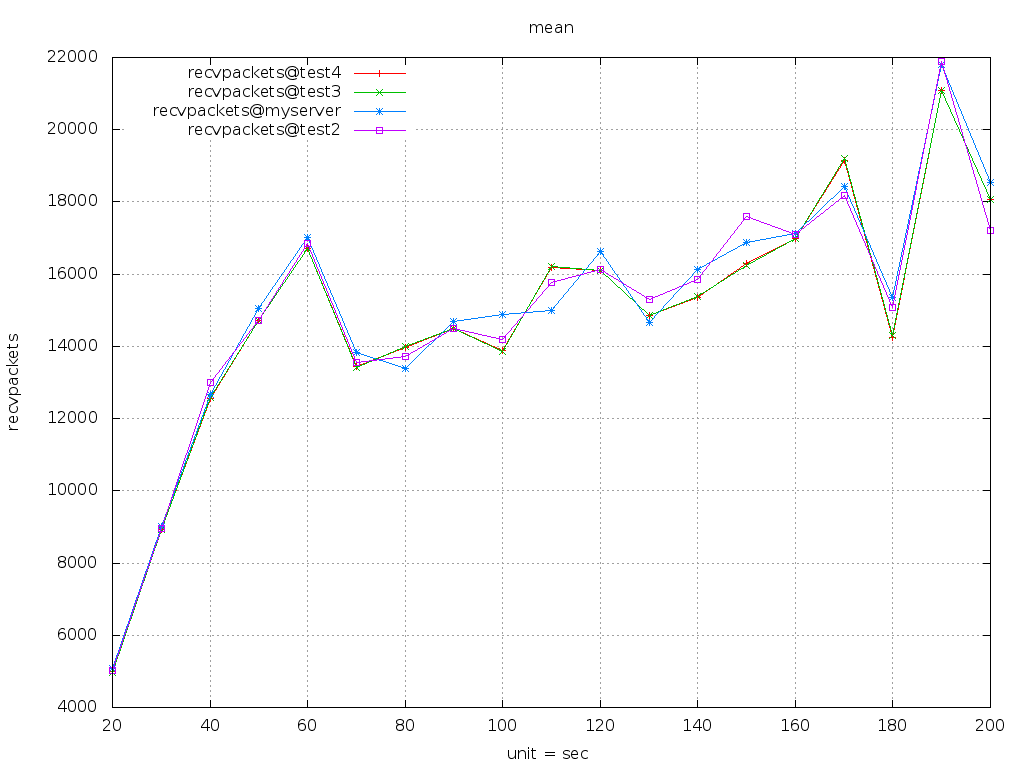 mean
22000
20000
18000
16000
14000
12000
10000
8000
6000
4000
recvpackets
recvpackets@test4
recvpackets@test3
recvpackets@myserver
recvpackets@test2
20 40 60 80 100 120 140 160 180 200
unit = sec